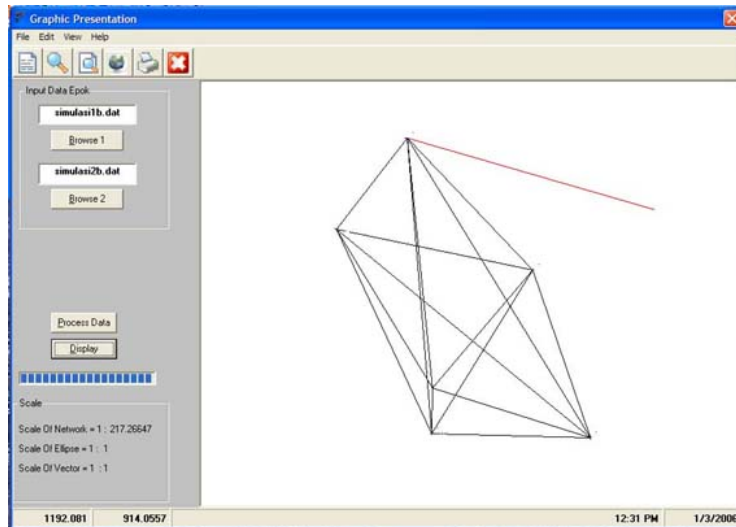 Graphic Presentation
File Edit View Help
Input Data Epok
simulasi1b.dat
Browse 1
simulasi2b.dat
Browse 2
Process Data
Display
Scale
Scale Of Network = 1 : 217.26647
Scale Of Ellipse = 1 : 1
Scale Of Vector = 1 : 1
1192.081 914.0557 12:31 PM 1/3/2006